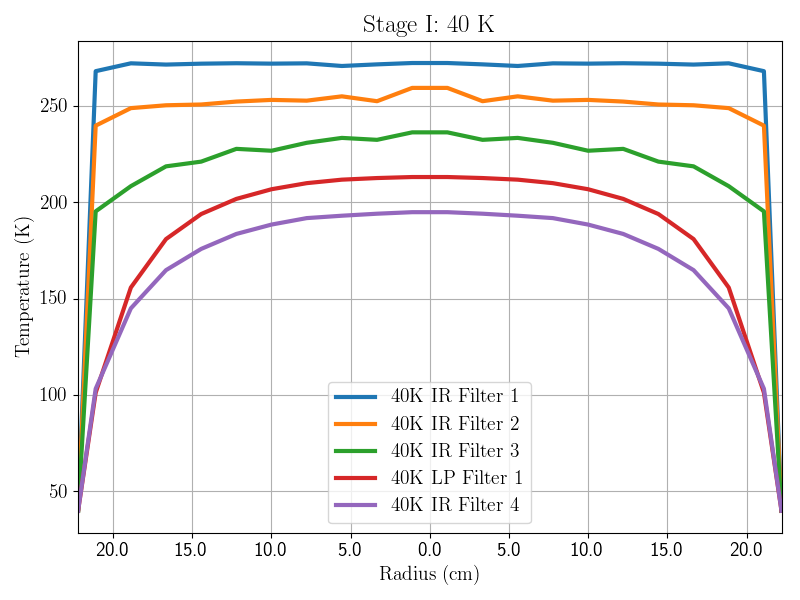 Stage I: 40 K
Temperature (K)
250
200
150
100
50
40K IR Filter 1
40K IR Filter 2
40K IR Filter 3
40K LP Filter 1
40K IR Filter 4
20.0 15.0 10.0 5.0 0.0 5.0 10.0 15.0 20.0
Radius (cm)